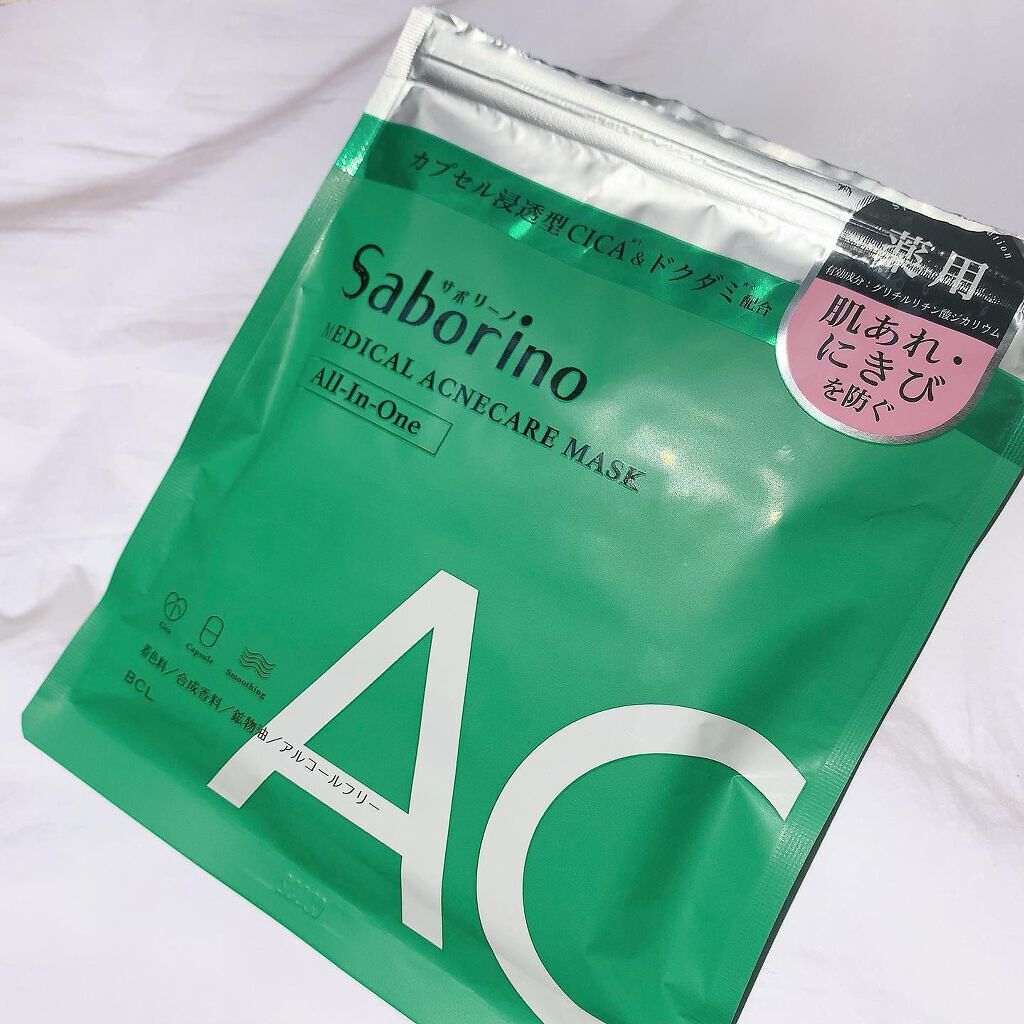 カプセル浸透型CICA*¹&ドクダミ*²配合
薬用
有効成分：グリチルリチン酸ジカリウム
肌あれ・
にきび
を防ぐ
サボリーノ
Saborino
MEDICAL ACNECARE MASK
All-In-One
Cica
Capsule
Smoothing
着色料／合成香料／鉱物油／アルコールフリー
BCL
AC